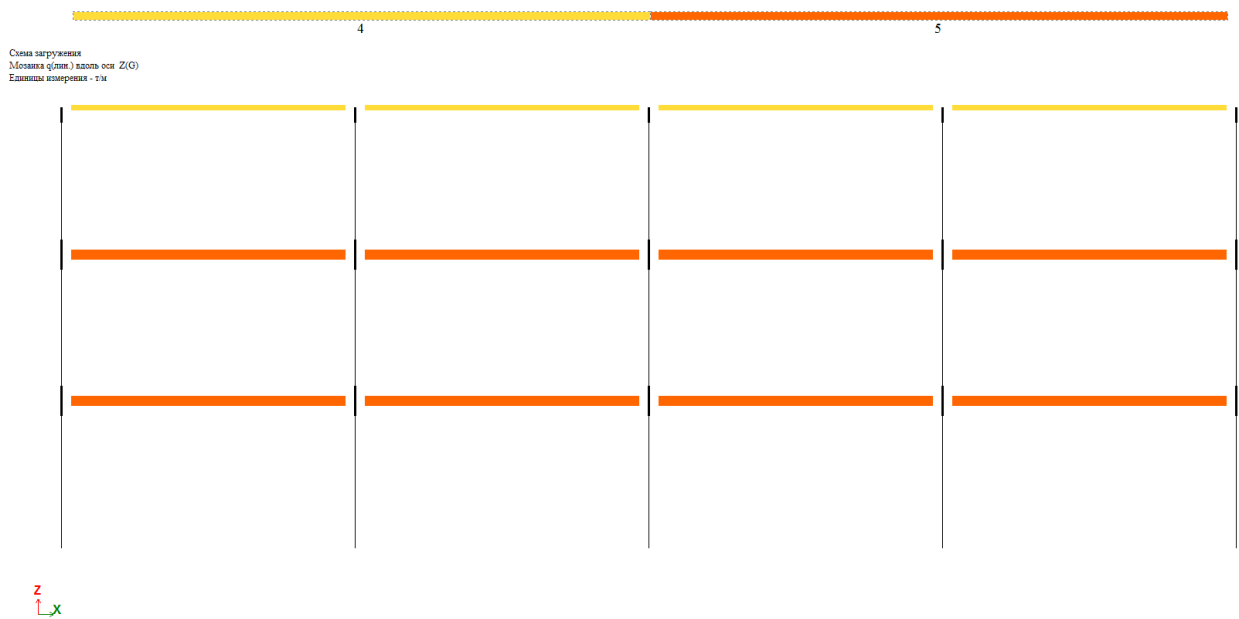 4 5
Схема загружения
Мозаика q(лин.) вдоль оси Z(G)
Единицы измерения - т/м
Z
X